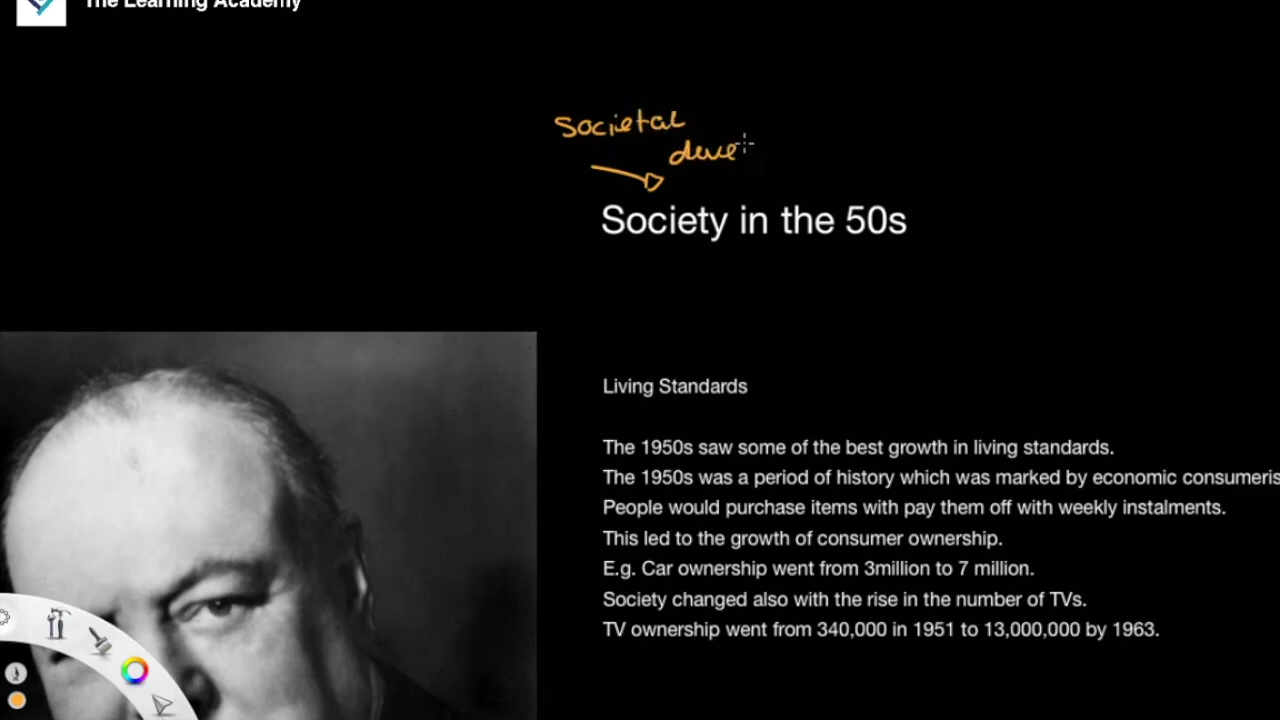 The Learning Academy
Societal
deve
Society in the 50s
Living Standards
The 1950s saw some of the best growth in living standards.
The 1950s was a period of history which was marked by economic consumeris
People would purchase items with pay them off with weekly instalments.
This led to the growth of consumer ownership.
E.g. Car ownership went from 3million to 7 million.
Society changed also with the rise in the number of TVs.
TV ownership went from 340,000 in 1951 to 13,000,000 by 1963.